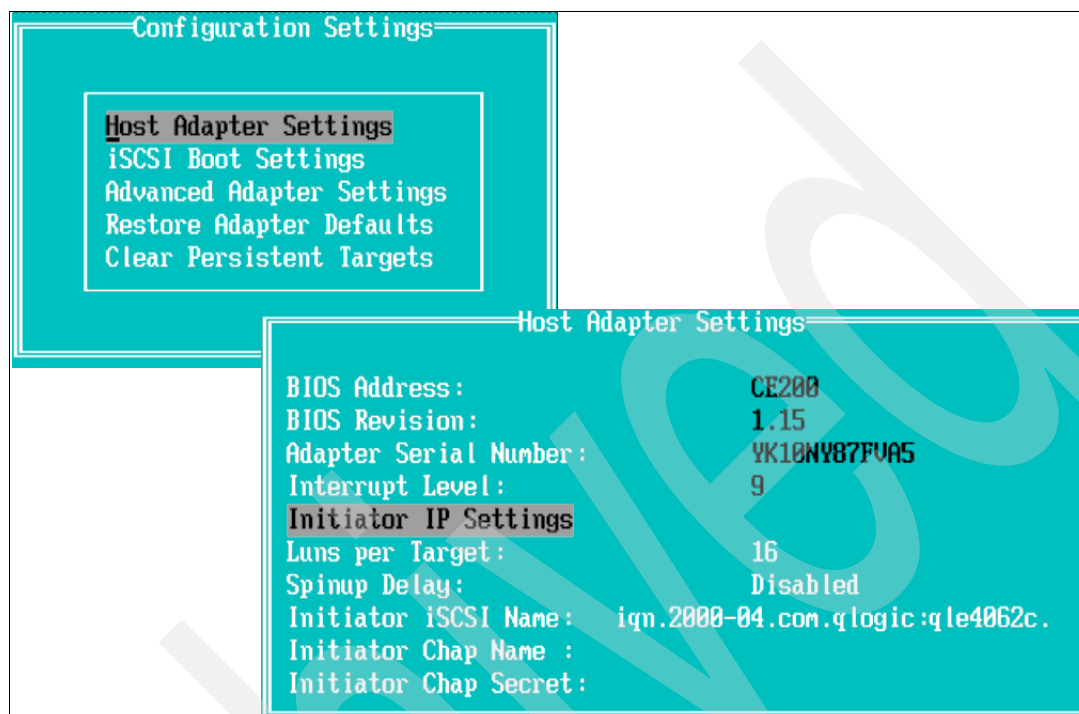 Configuration Settings
Host Adapter Settings
iSCSI Boot Settings
Advanced Adapter Settings
Restore Adapter Defaults
Clear Persistent Targets
Host Adapter Settings
BIOS Address: CE200
BIOS Revision: 1.15
Adapter Serial Number: YK10NY87FVA5
Interrupt Level: 9
Initiator IP Settings
Luns per Target: 16
Spinup Delay: Disabled
Initiator iSCSI Name: iqn.2000-04.com.qlogic:qle4062c.
Initiator Chap Name :
Initiator Chap Secret: